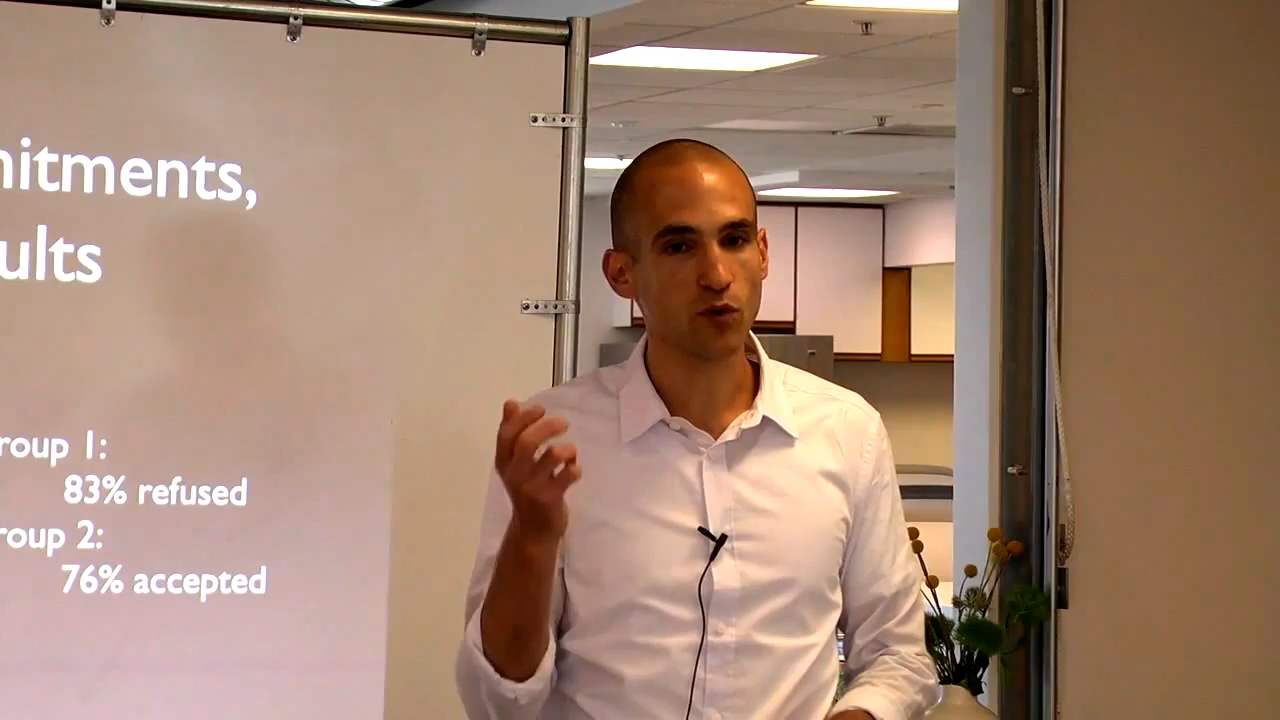 nitments,
ults
roup 1:
83% refused
roup 2:
76% accepted